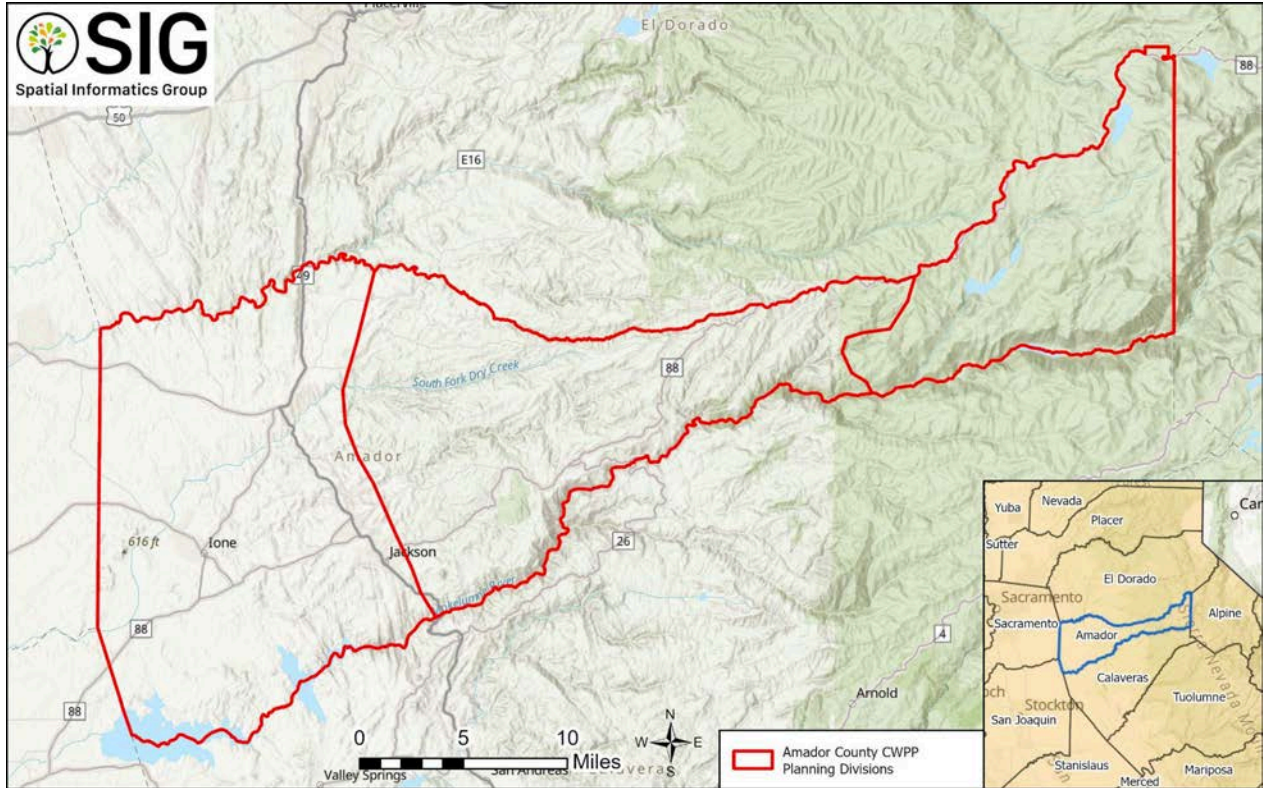 Placerville
El Dorado
SIG
Spatial Informatics Group
88
50
E16
49
South Fork Dry Creek
88
Amador
616 ft
Ione
Jackson
26
88
4
88
Arnold
0 5 10
Miles
Valley Springs
San Andreas
N
W E
S
Amador County CWPP
Planning Divisions
Yuba
Nevada
Placer
Sutter
El Dorado
Sacramento
Sacramento
Amador
Alpine
Calaveras
Stockton
Tuolumne
San Joaquin
Stanislaus
Merced
Mariposa